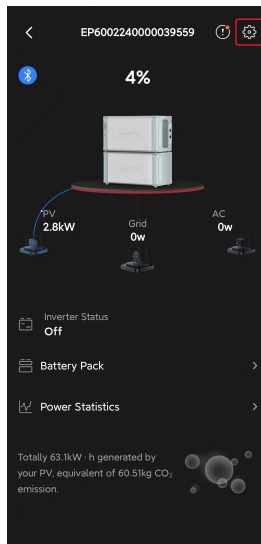 EP6002240000039559
4%
PV
2.8kW
Grid
0w
AC
0w
Inverter Status
Off
Battery Pack
Power Statistics
Totally 63.1kW · h generated by
your PV, equivalent of 60.51kg CO₂
emission.